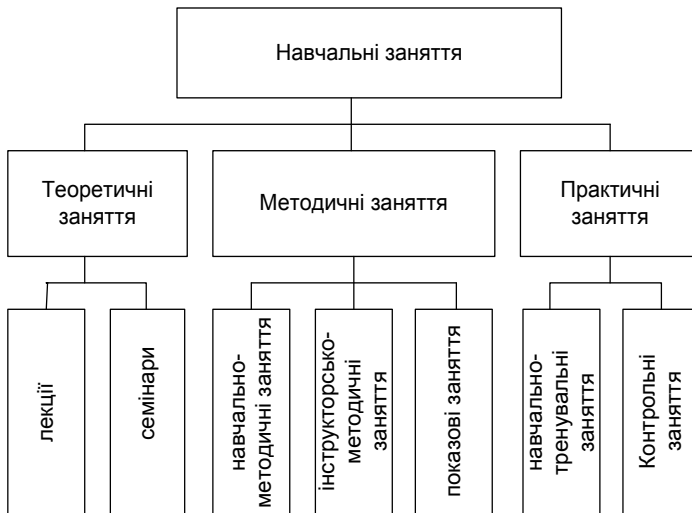 Навчальні заняття
Теоретичні
заняття
Методичні заняття
Практичні
заняття
лекції
семінари
навчально-
методичні заняття
інструкторсько-
методичні
заняття
показові заняття
навчально-
тренувальні
заняття
Контрольні
заняття